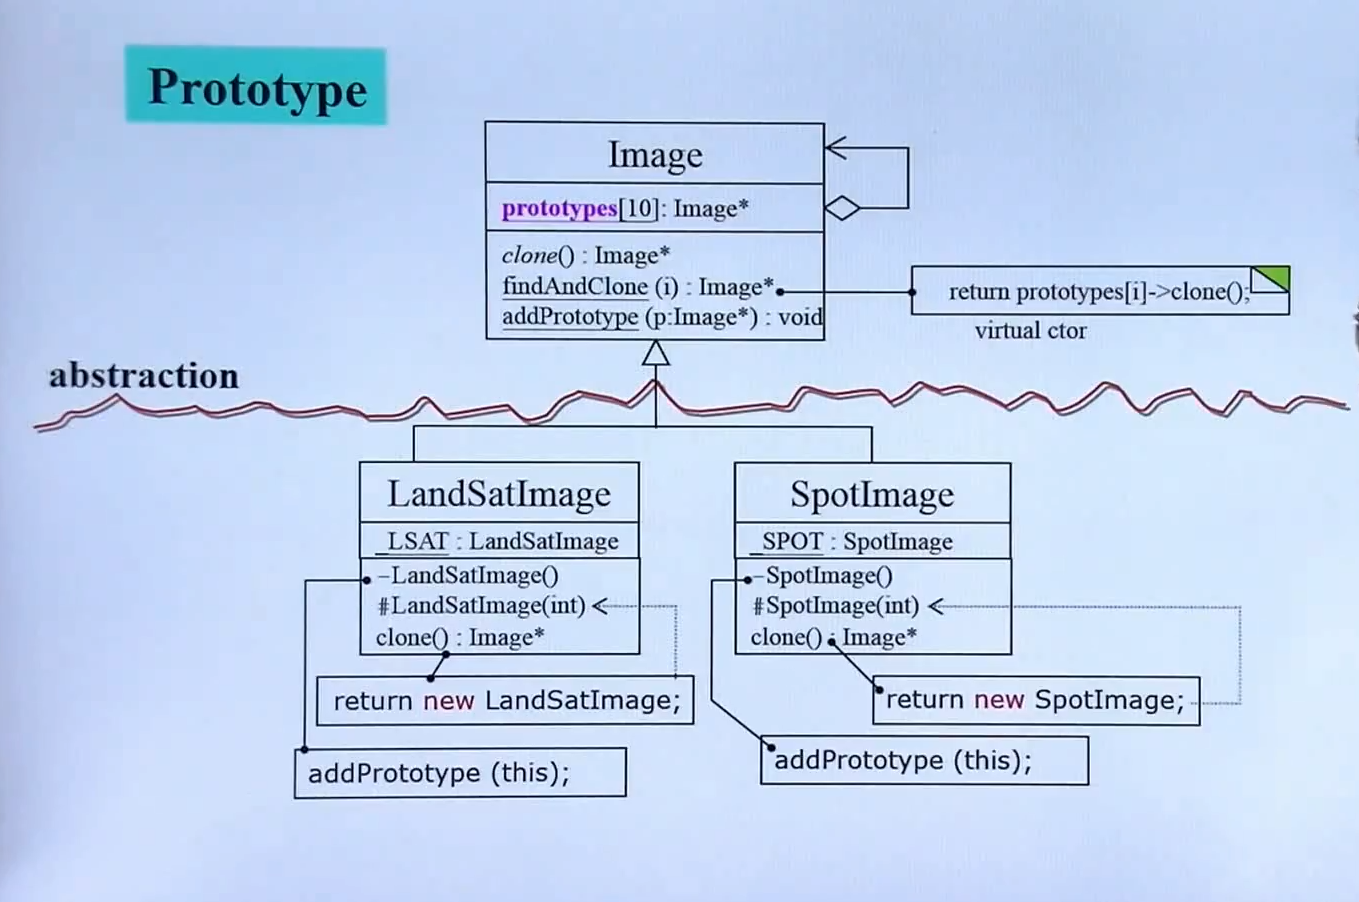 Prototype
Image
prototypes[10]: Image*
clone() : Image*
findAndClone (i) : Image*
addPrototype (p:Image*) : void
return prototypes[i]->clone();
virtual ctor
abstraction
LandSatImage
_LSAT : LandSatImage
-LandSatImage()
#LandSatImage(int)
clone() : Image*
return new LandSatImage;
addPrototype (this);
SpotImage
_SPOT : SpotImage
-SpotImage()
#SpotImage(int)
clone() : Image*
return new SpotImage;
addPrototype (this);